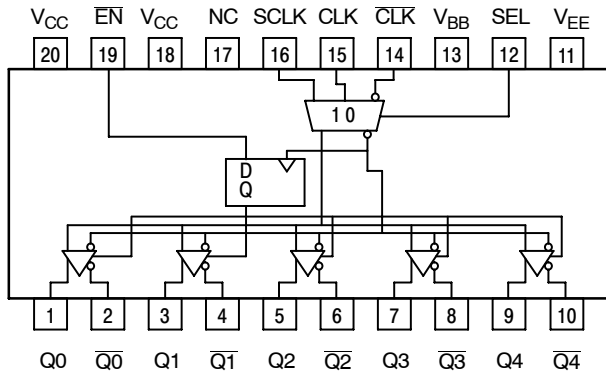 VCC EN VCC NC SCLK CLK CLK VBB SEL VEE
20 19 18 17 16 15 14 13 12 11
1 0
D
Q
1 2 3 4 5 6 7 8 9 10
Q0 Q0 Q1 Q1 Q2 Q2 Q3 Q3 Q4 Q4